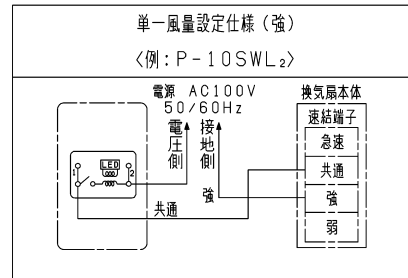 単一風量設定仕様（強）
〈例：P-10SWL₂〉
電源 AC100V
50/60Hz
電圧側
接地側
換気扇本体
速結端子
急速
共通
強
弱
LED
1
2
共通
強